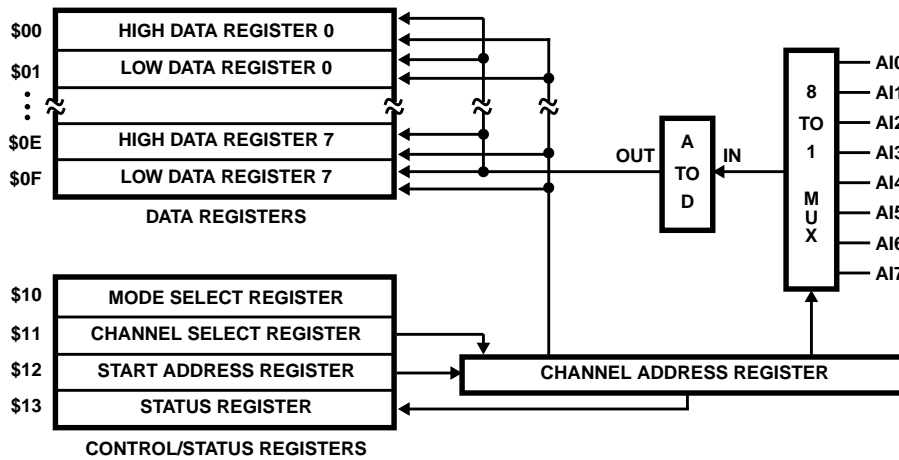 $00 HIGH DATA REGISTER 0
$01 LOW DATA REGISTER 0
$0E HIGH DATA REGISTER 7
$0F LOW DATA REGISTER 7
DATA REGISTERS
OUT
A
TO
D
IN
8
TO
1
M
U
X
AI0
AI1
AI2
AI3
AI4
AI5
AI6
AI7
$10 MODE SELECT REGISTER
$11 CHANNEL SELECT REGISTER
$12 START ADDRESS REGISTER
$13 STATUS REGISTER
CONTROL/STATUS REGISTERS
CHANNEL ADDRESS REGISTER